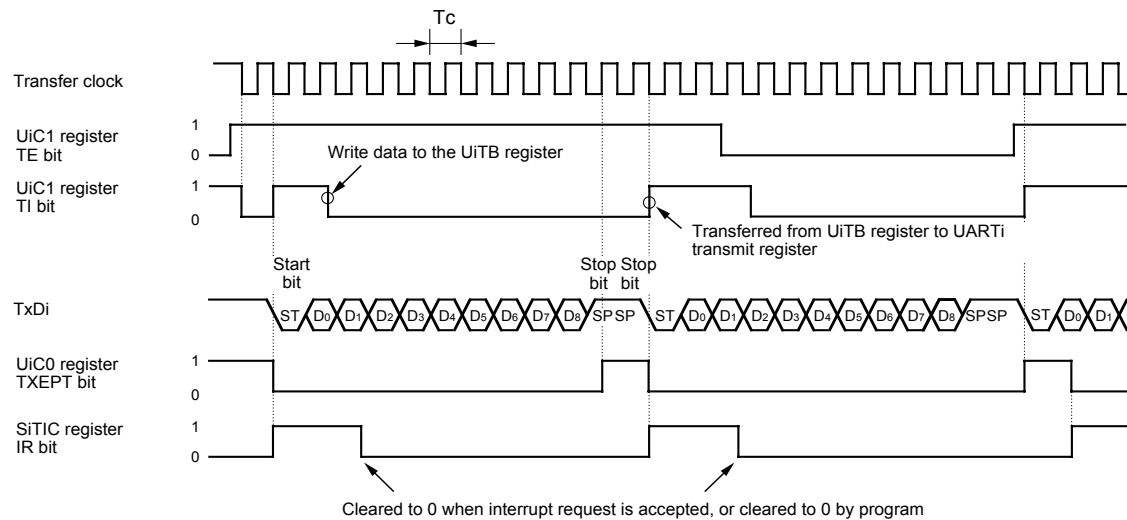 Tc
Transfer clock
UiC1 register
TE bit
1
0
Write data to the UiTB register
UiC1 register
TI bit
1
0
Transferred from UiTB register to UARTi
transmit register
Start
bit
Stop
bit
Stop
bit
TxDi
ST D0 D1 D2 D3 D4 D5 D6 D7 D8 SP SP ST D0 D1 D2 D3 D4 D5 D6 D7 D8 SPSP ST D0 D1
UiC0 register
TXEPT bit
1
0
SiTIC register
IR bit
1
0
Cleared to 0 when interrupt request is accepted, or cleared to 0 by program